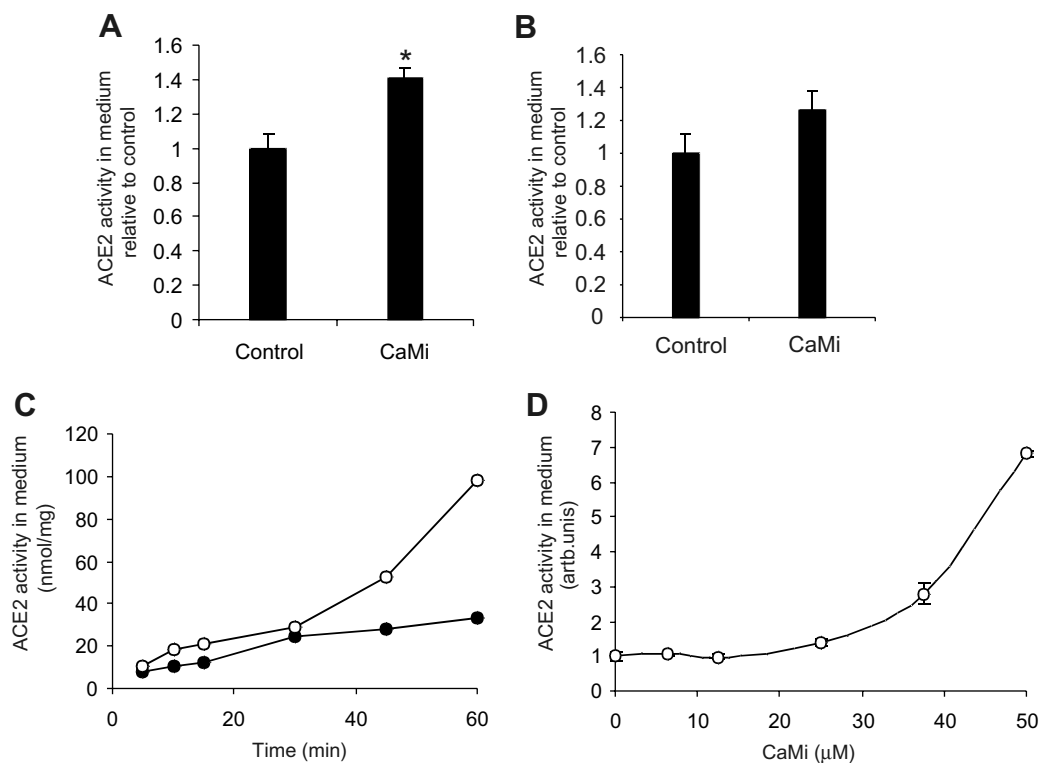 A
ACE2 activity in medium
relative to control
1.6
1.4
1.2
1
0.8
0.6
0.4
0.2
0
*
Control
CaMi
B
ACE2 activity in medium
relative to control
1.6
1.4
1.2
1
0.8
0.6
0.4
0.2
0
Control
CaMi
C
ACE2 activity in medium
(nmol/mg)
120
100
80
60
40
20
0
0
20
40
60
Time (min)
D
ACE2 activity in medium
(artb.unis)
8
7
6
5
4
3
2
1
0
0
10
20
30
40
50
CaMi (μM)